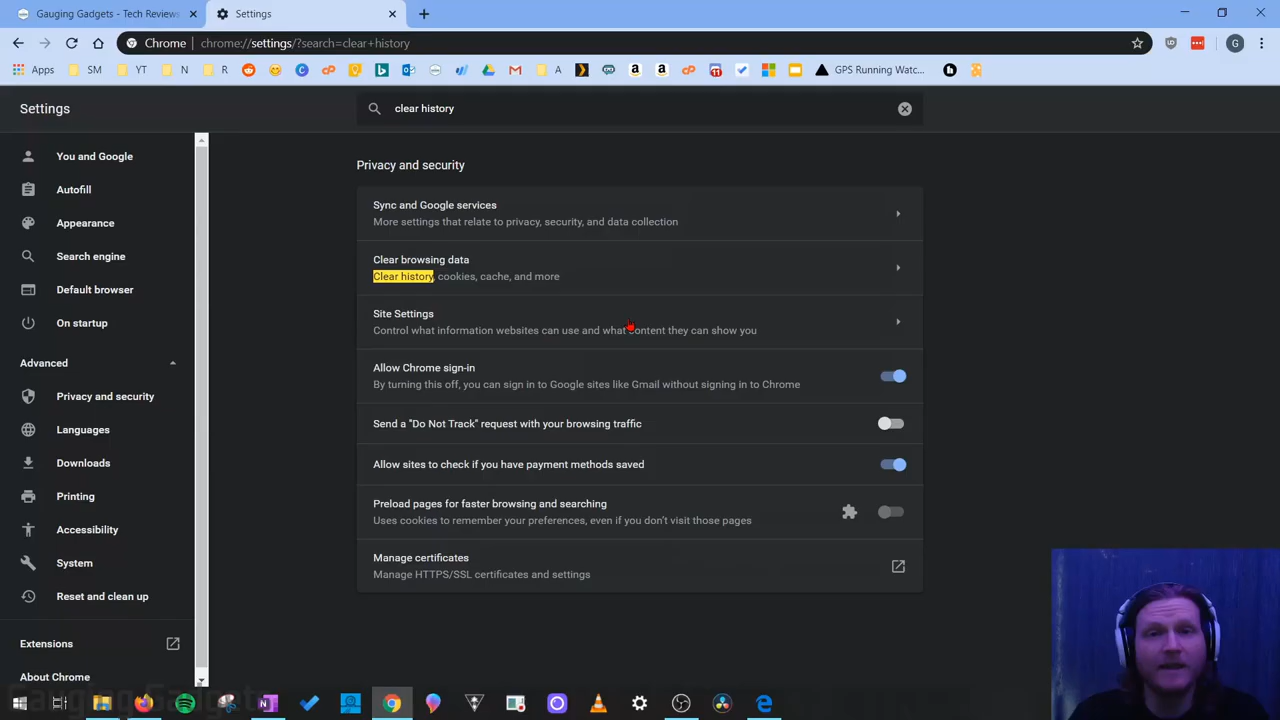 Gauging Gadgets - Tech Reviews
Settings
Chrome
chrome://settings/?search=clear+history
G
Apps
SM
YT
N
R
A
GPS Running Watc...
Settings
clear history
You and Google
Autofill
Appearance
Search engine
Default browser
On startup
Advanced
Privacy and security
Languages
Downloads
Printing
Accessibility
System
Reset and clean up
Extensions
About Chrome
Privacy and security
Sync and Google services
More settings that relate to privacy, security, and data collection
Clear browsing data
Clear history, cookies, cache, and more
Site Settings
Control what information websites can use and what content they can show you
Allow Chrome sign-in
By turning this off, you can sign in to Google sites like Gmail without signing in to Chrome
Send a "Do Not Track" request with your browsing traffic
Allow sites to check if you have payment methods saved
Preload pages for faster browsing and searching
Uses cookies to remember your preferences, even if you don't visit those pages
Manage certificates
Manage HTTPS/SSL certificates and settings
Gauging Gadgets